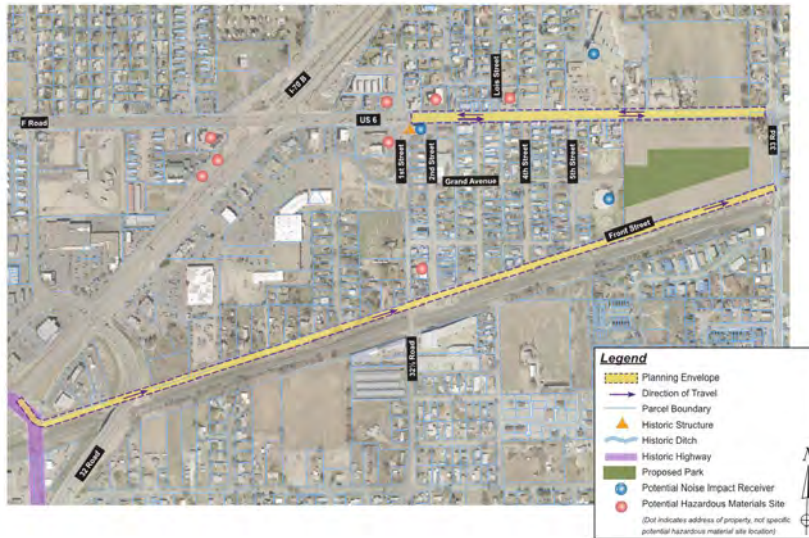 I-70 B
Lois Street
US 6
F Road
33 Rd
1st Street
2nd Street
4th Street
5th Street
Grand Avenue
Front Street
32½ Road
32 Road
Legend
Planning Envelope
Direction of Travel
Parcel Boundary
Historic Structure
Historic Ditch
Historic Highway
Proposed Park
Potential Noise Impact Receiver
Potential Hazardous Materials Site
(Dot indicates address of property, not specific
potential hazardous material site location)
N